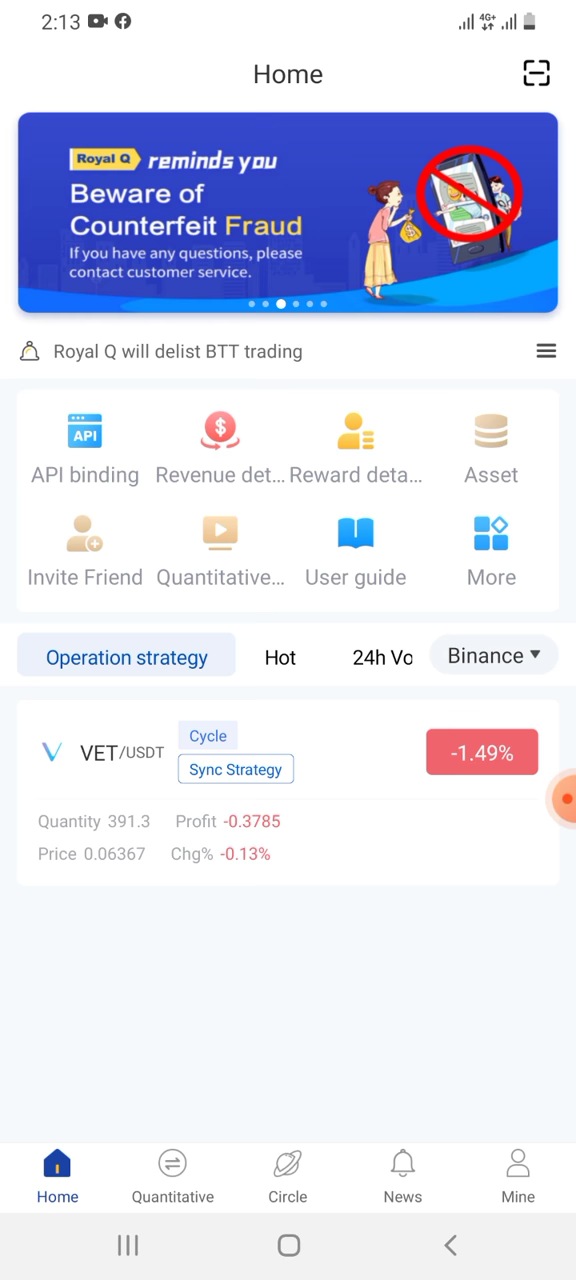 2:13
4G+
Home
Royal Q reminds you
Beware of
Counterfeit Fraud
If you have any questions, please
contact customer service.
Royal Q will delist BTT trading
API
API binding
Revenue det...
Reward deta...
Asset
Invite Friend
Quantitative...
User guide
More
Operation strategy
Hot
24h Vo
Binance
VET/USDT
Cycle
Sync Strategy
-1.49%
Quantity 391.3 Profit -0.3785
Price 0.06367 Chg% -0.13%
Home
Quantitative
Circle
News
Mine